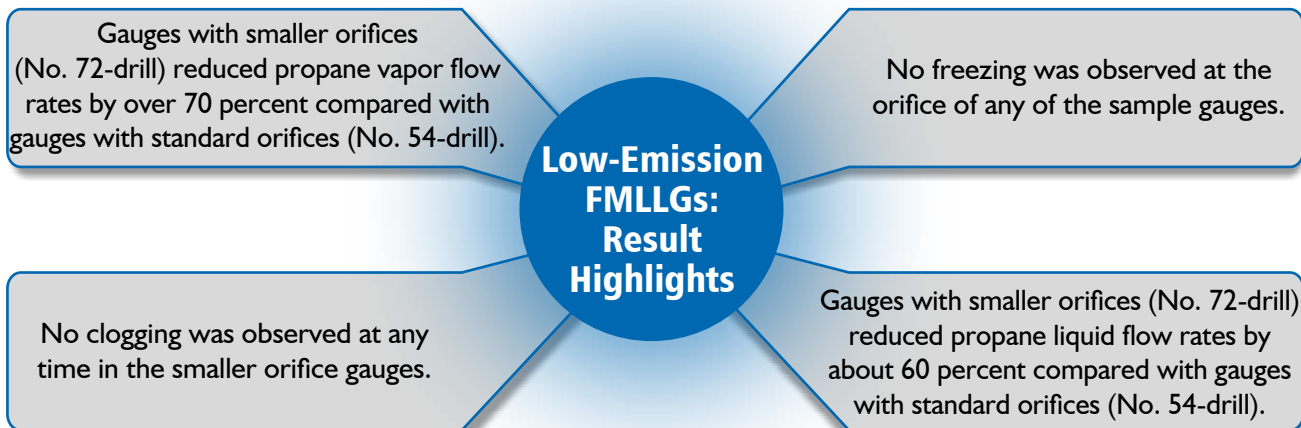 Gauges with smaller orifices
(No. 72-drill) reduced propane vapor flow
rates by over 70 percent compared with
gauges with standard orifices (No. 54-drill).
No freezing was observed at the
orifice of any of the sample gauges.
Low-Emission
FMLLGs:
Result
Highlights
No clogging was observed at any
time in the smaller orifice gauges.
Gauges with smaller orifices (No. 72-drill)
reduced propane liquid flow rates by
about 60 percent compared with gauges
with standard orifices (No. 54-drill).